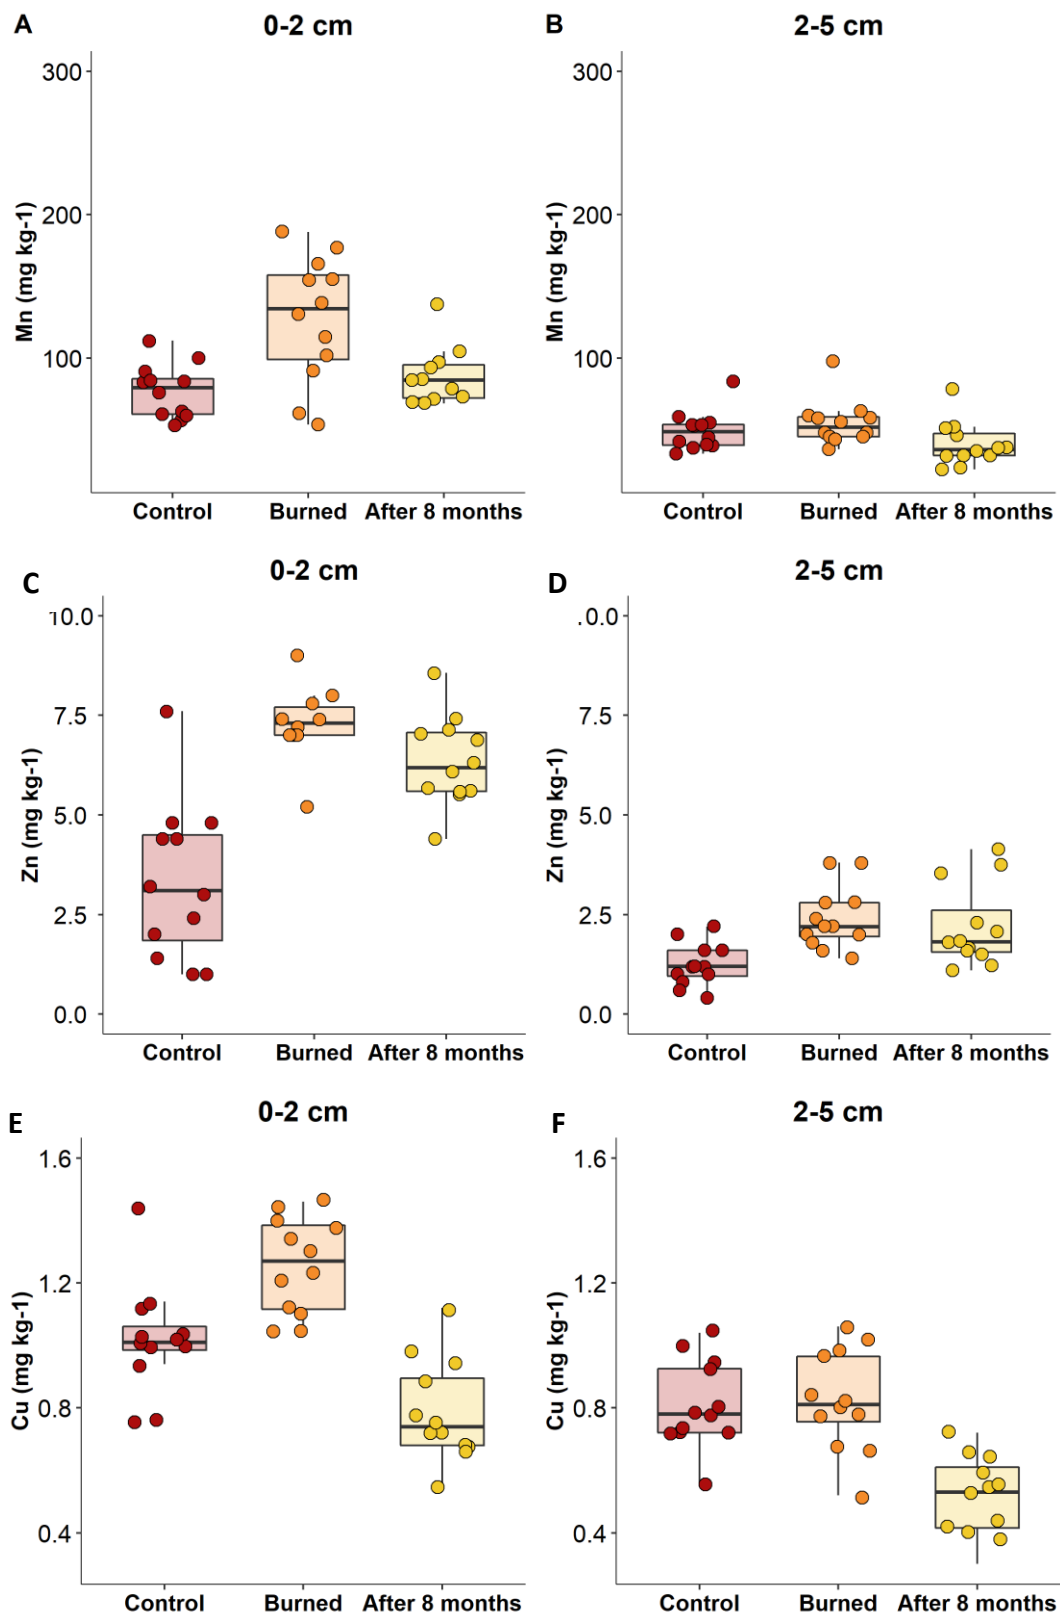 A 0-2 cm
B 2-5 cm
300
200
100
Mn (mg kg-1)
Control Burned After 8 months
300
200
100
Mn (mg kg-1)
Control Burned After 8 months
C 0-2 cm
D 2-5 cm
10.0
7.5
5.0
2.5
0.0
Zn (mg kg-1)
Control Burned After 8 months
.0.0
7.5
5.0
2.5
0.0
Zn (mg kg-1)
Control Burned After 8 months
E 0-2 cm
F 2-5 cm
1.6
1.2
0.8
0.4
Cu (mg kg-1)
Control Burned After 8 months
1.6
1.2
0.8
0.4
Cu (mg kg-1)
Control Burned After 8 months